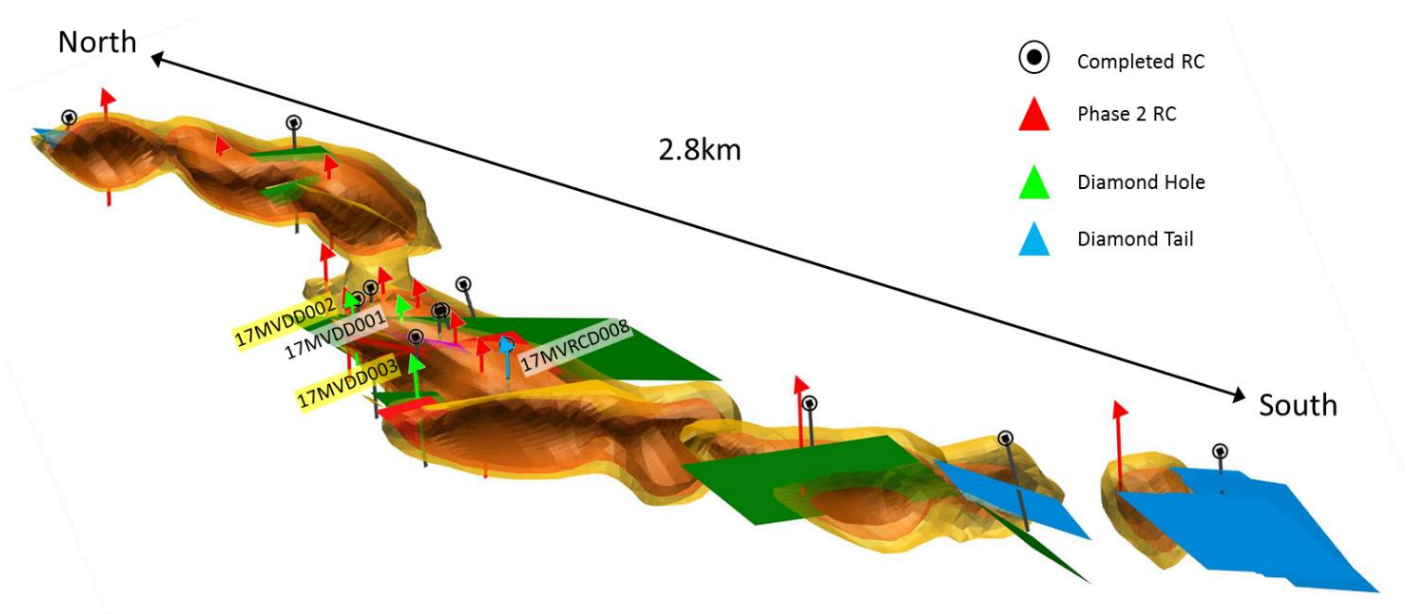 North
2.8km
South
Completed RC
Phase 2 RC
Diamond Hole
Diamond Tail
17MVDD002
17MVDD001
17MVDD003
17MVRCD008